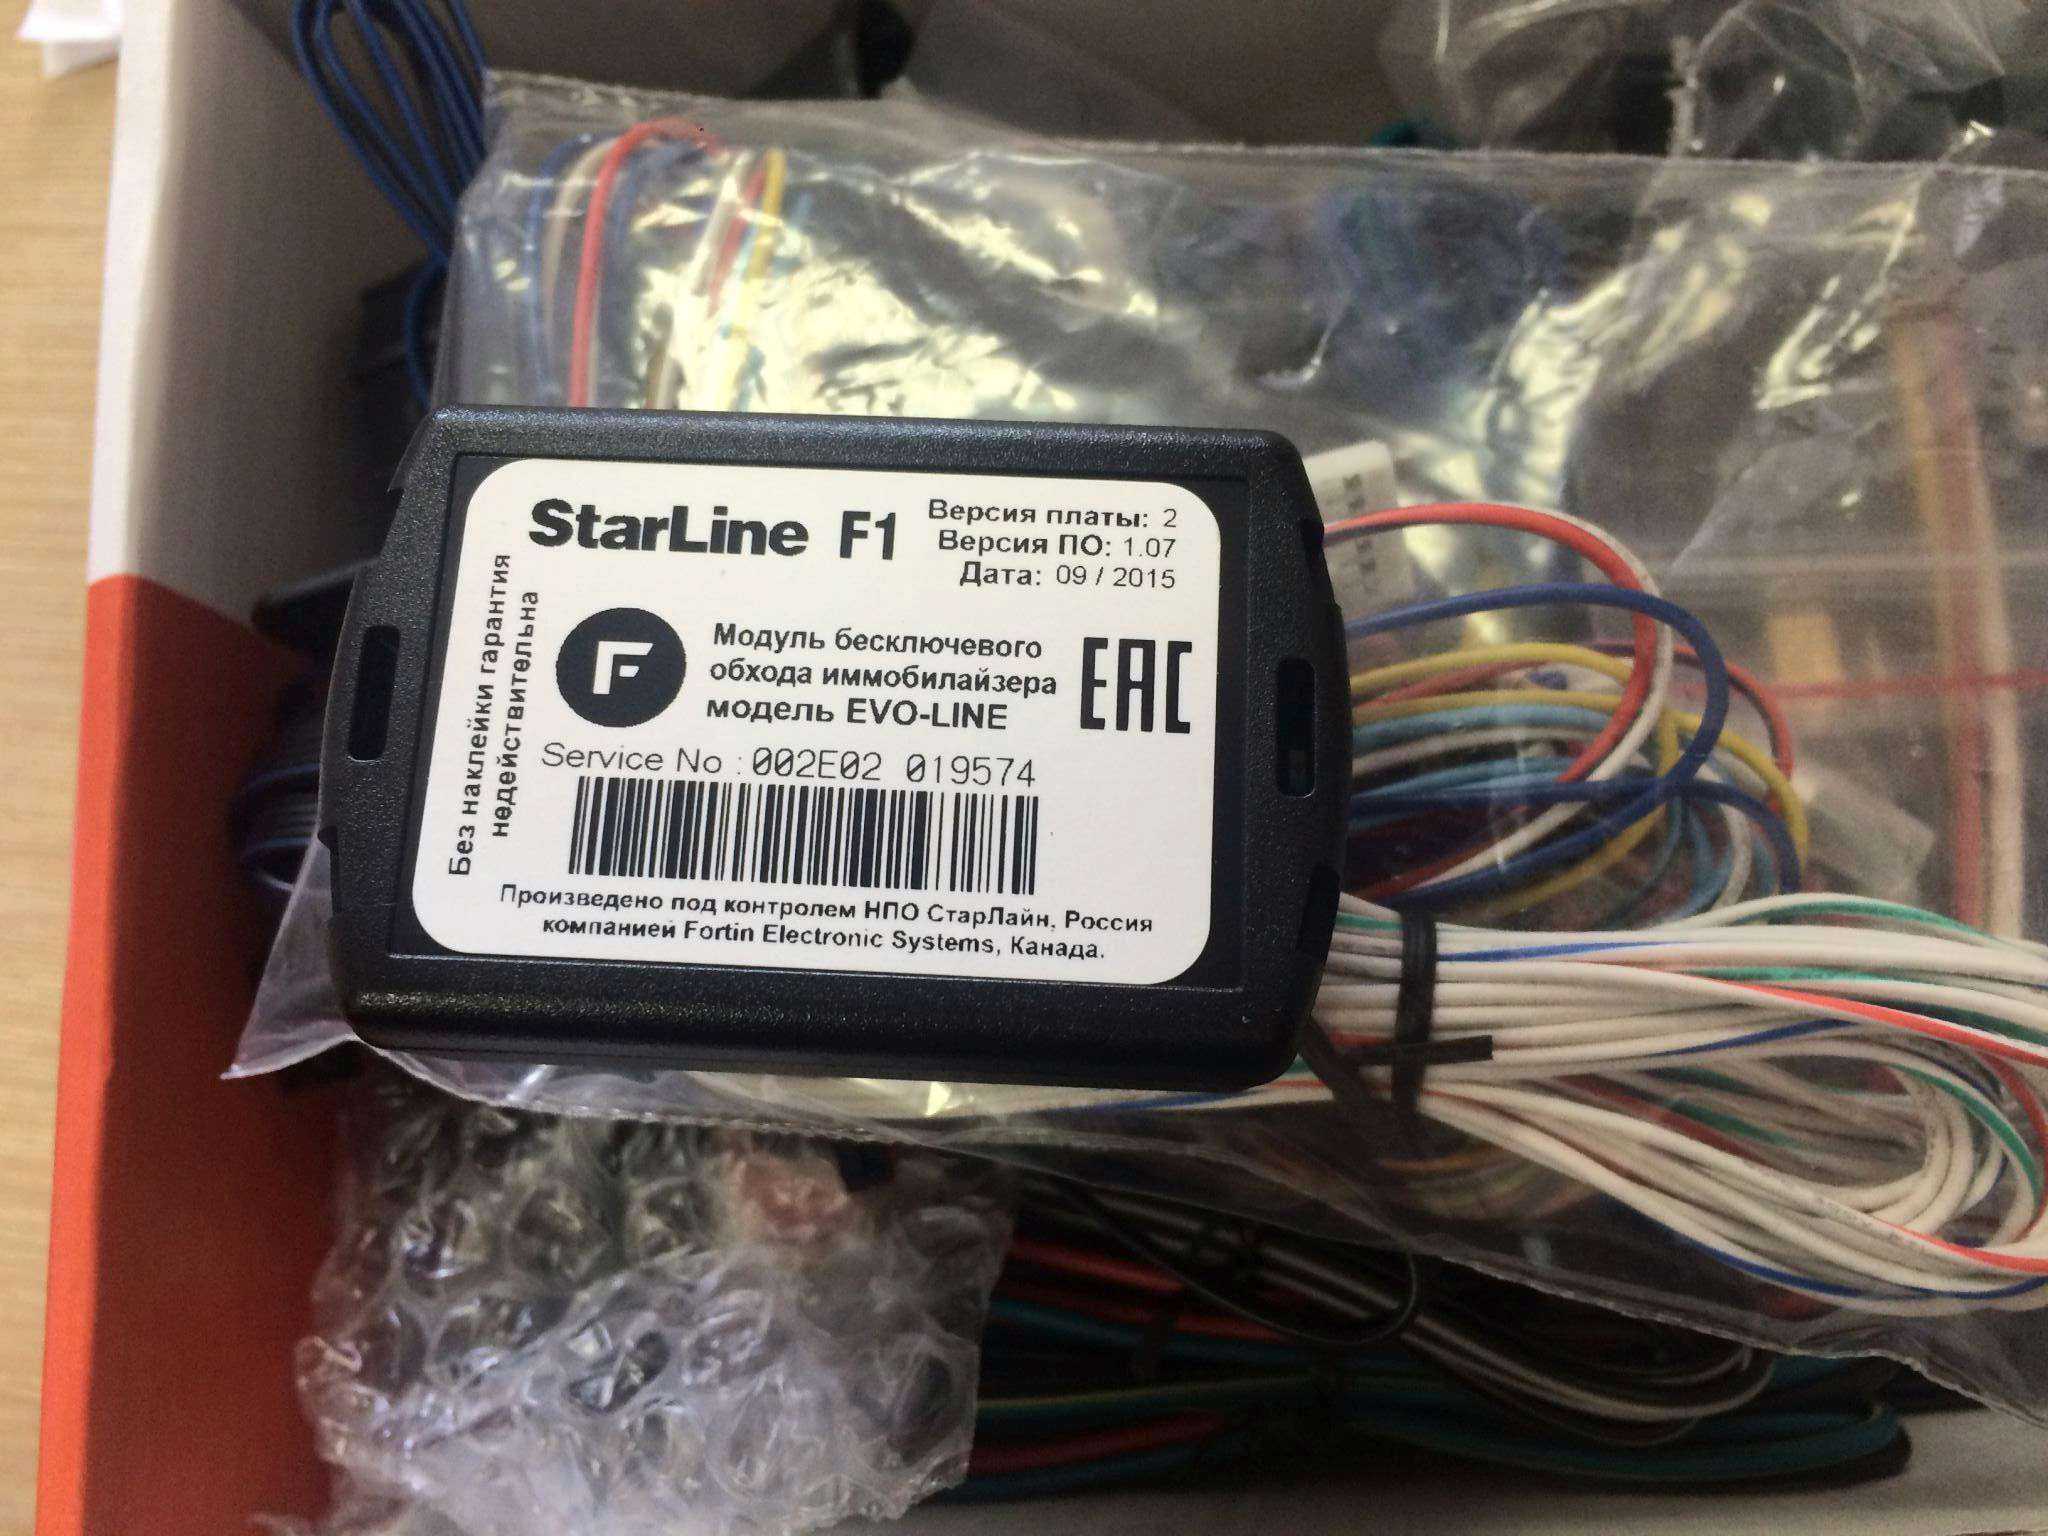 StarLine F1
Версия платы: 2
Версия ПО: 1.07
Дата: 09 / 2015
Без наклейки гарантия
недействительна
F
Модуль бесключевого
обхода иммобилайзера
модель EVO-LINE
EAC
Service No : 002E02 019574
Произведено под контролем НПО СтарЛайн, Россия
компанией Fortin Electronic Systems, Канада.